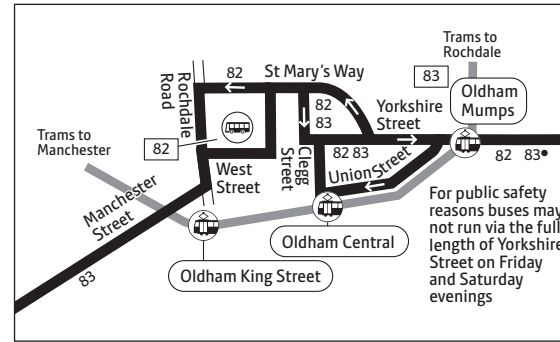 Trams to
Rochdale
83
Oldham
Mumps
82
St Mary's Way
Rochdale
Road
82
83
Yorkshire
Street
Trams to
Manchester
82
West
Street
Clegg
Street
82 83
Union Street
82 83•
Manchester
Street
83
Oldham Central
Oldham King Street
For public safety
reasons buses may
not run via the full
length of Yorkshire
Street on Friday
and Saturday
evenings